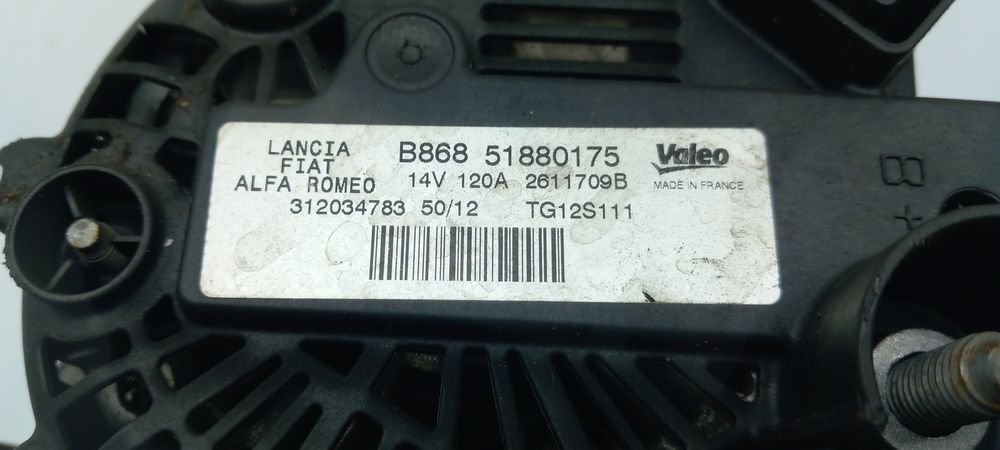 LANCIA
FIAT
ALFA ROMEO
B868 51880175
14V 120A 2611709B
312034783 50/12 TG12S111
Valeo
MADE IN FRANCE
B
+